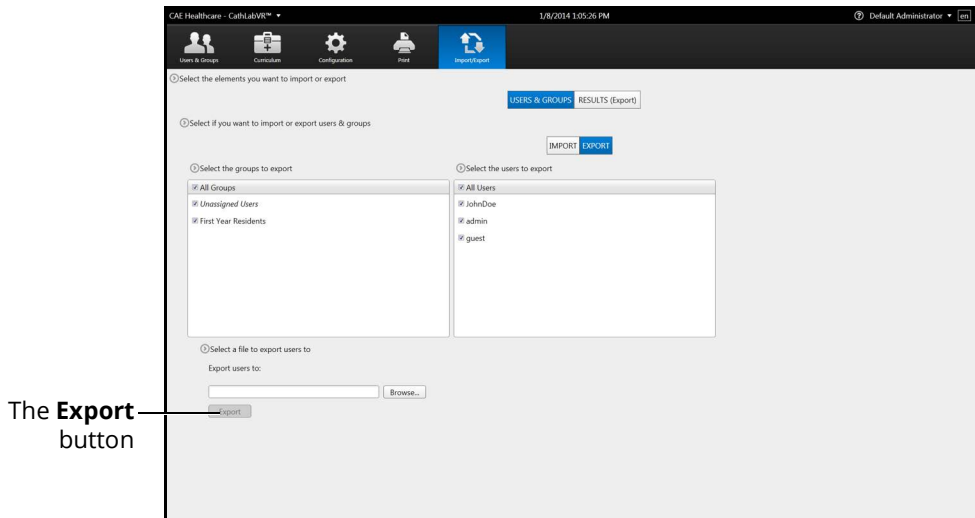 CAE Healthcare - CathLabVR™ ▾ 1/8/2014 1:05:26 PM ? Default Administrator ▾ en
Users & Groups Curriculum Configuration Print Import/Export
Select the elements you want to import or export
USERS & GROUPS RESULTS (Export)
Select if you want to import or export users & groups
IMPORT EXPORT
Select the groups to export
All Groups
Unassigned Users
First Year Residents
Select the users to export
All Users
JohnDoe
admin
guest
Select a file to export users to
Export users to:
Browse...
Export
The Export
button